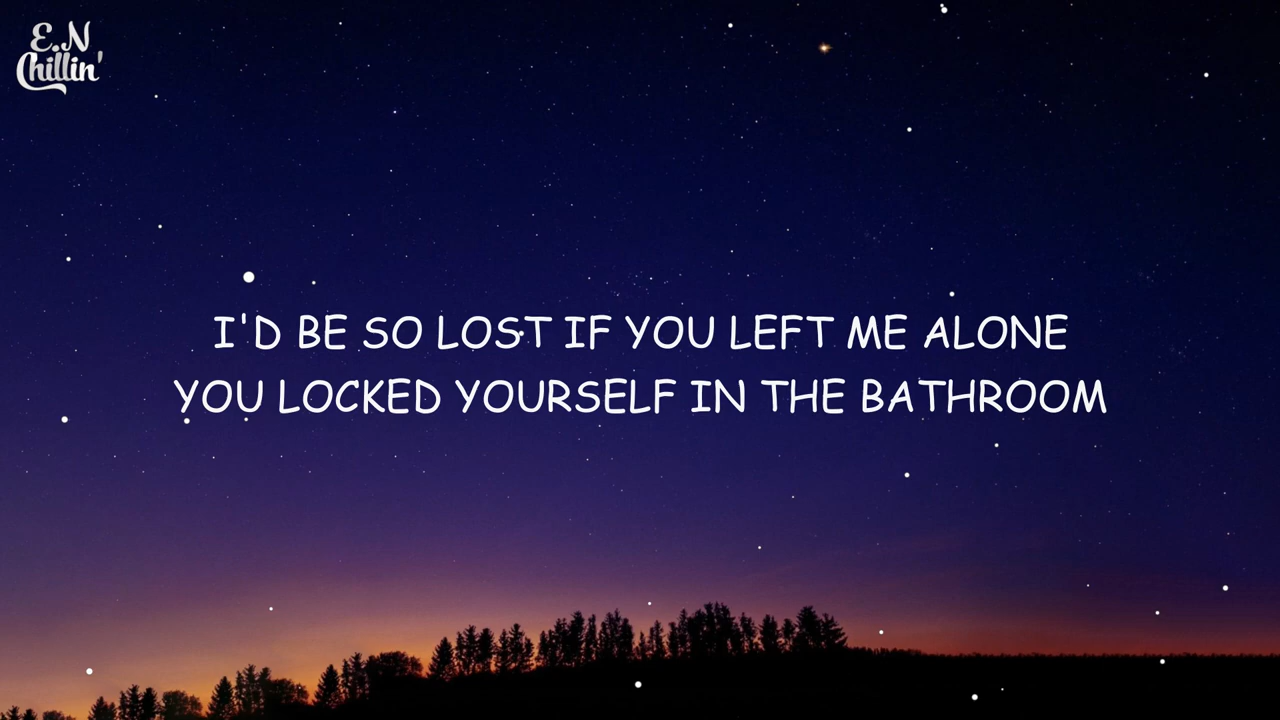 E.N
Chillin'
I'D BE SO LOST IF YOU LEFT ME ALONE
YOU LOCKED YOURSELF IN THE BATHROOM